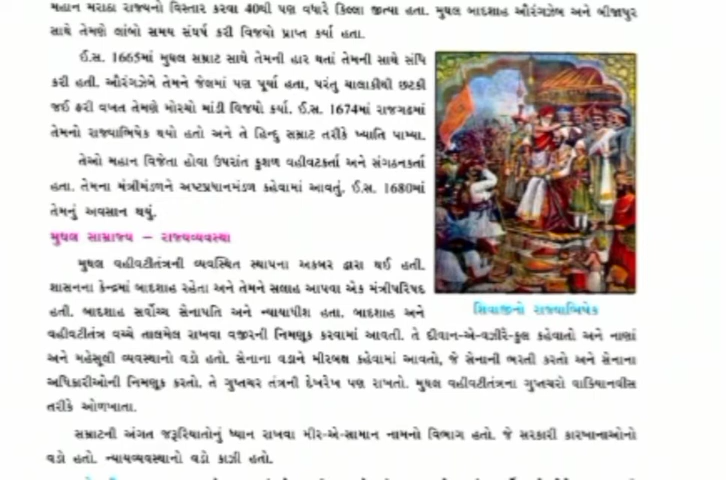 મહાન મરાઠા રાજ્યનો વિસ્તાર કરવા 40થી પણ વધારે કિલ્લા જીત્યા હતા. મુઘલ બાદશાહ ઔરંગઝેબ અને બીજાપુર
સાથે તેમણે લાંબો સમય સંઘર્ષ કરી વિજયો પ્રાપ્ત કર્યા હતા.
ઈ.સ. 1665માં મુઘલ સમ્રાટ સાથે તેમની હાર થતાં તેમની સાથે સંધિ
કરી હતી. ઔરંગઝેબે તેમને જેલમાં પણ પૂર્યા હતા, પરંતુ ચાલાકીથી છટકી
જઈ ફરી વખત તેમણે મોરચો માંડી વિજયો કર્યા. ઈ.સ. 1674માં રાજગઢમાં
તેમનો રાજ્યાભિષેક થયો હતો અને તે હિન્દુ સમ્રાટ તરીકે ખ્યાતિ પામ્યા.
તેઓ મહાન વિજેતા હોવા ઉપરાંત કુશળ વહીવટકર્તા અને સંગઠનકર્તા
હતા. તેમના મંત્રીમંડળને અષ્ટપ્રધાનમંડળ કહેવામાં આવતું. ઈ.સ. 1680માં
તેમનું અવસાન થયું.
મુઘલ સામ્રાજ્ય – રાજ્યવ્યવસ્થા
મુઘલ વહીવટીતંત્રની વ્યવસ્થિત સ્થાપના અકબર દ્વારા થઈ હતી.
શાસનના કેન્દ્રમાં બાદશાહ રહેતા અને તેમને સલાહ આપવા એક મંત્રીપરિષદ
હતી. બાદશાહ સર્વોચ્ચ સેનાપતિ અને ન્યાયાધીશ હતા. બાદશાહ અને
શિવાજીનો રાજ્યાભિષેક
વહીવટીતંત્ર વચ્ચે તાલમેલ રાખવા વજીરની નિમણૂક કરવામાં આવતી. તે દીવાન-એ-વઝીરે-કુલ કહેવાતો અને નાણાં
અને મહેસૂલી વ્યવસ્થાનો વડો હતો. સેનાના વડાને મીરબક્ષ કહેવામાં આવતો, જે સેનાની ભરતી કરતો અને સેનાના
અધિકારીઓની નિમણૂક કરતો. તે ગુપ્તચર તંત્રની દેખરેખ પણ રાખતો. મુઘલ વહીવટીતંત્રના ગુપ્તચરો વાકિયાનવીસ
તરીકે ઓળખાતા.
સમ્રાટની અંગત જરૂરિયાતોનું ધ્યાન રાખવા મીર-એ-સામાન નામનો વિભાગ હતો. જે સરકારી કારખાનાઓનો
વડો હતો. ન્યાયવ્યવસ્થાનો વડો કાઝી હતો.